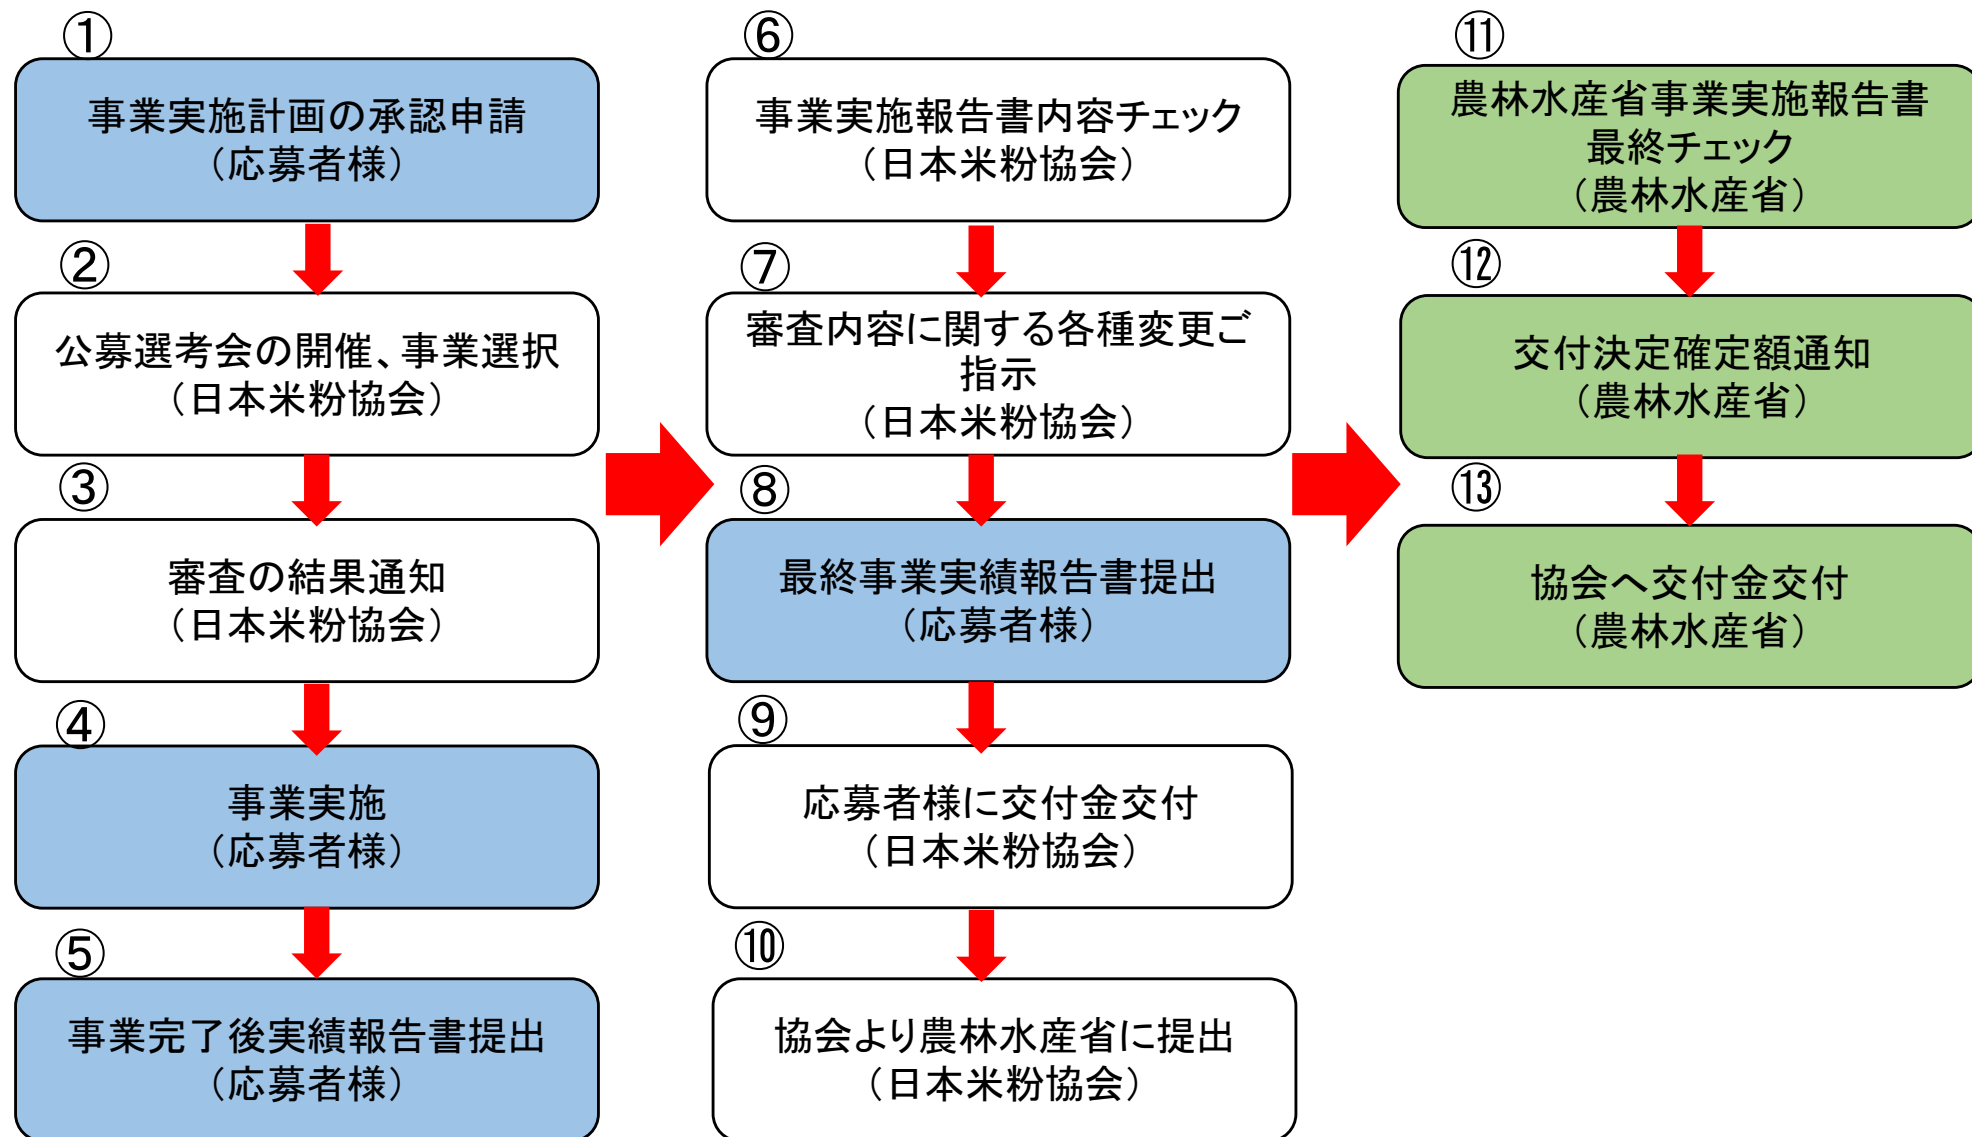 ①
事業実施計画の承認申請
（応募者様）
②
公募選考会の開催、事業選択
（日本米粉協会）
③
審査の結果通知
（日本米粉協会）
④
事業実施
（応募者様）
⑤
事業完了後実績報告書提出
（応募者様）
⑥
事業実施報告書内容チェック
（日本米粉協会）
⑦
審査内容に関する各種変更ご
指示
（日本米粉協会）
⑧
最終事業実績報告書提出
（応募者様）
⑨
応募者様に交付金交付
（日本米粉協会）
⑩
協会より農林水産省に提出
（日本米粉協会）
⑪
農林水産省事業実施報告書
最終チェック
（農林水産省）
⑫
交付決定確定額通知
（農林水産省）
⑬
協会へ交付金交付
（農林水産省）